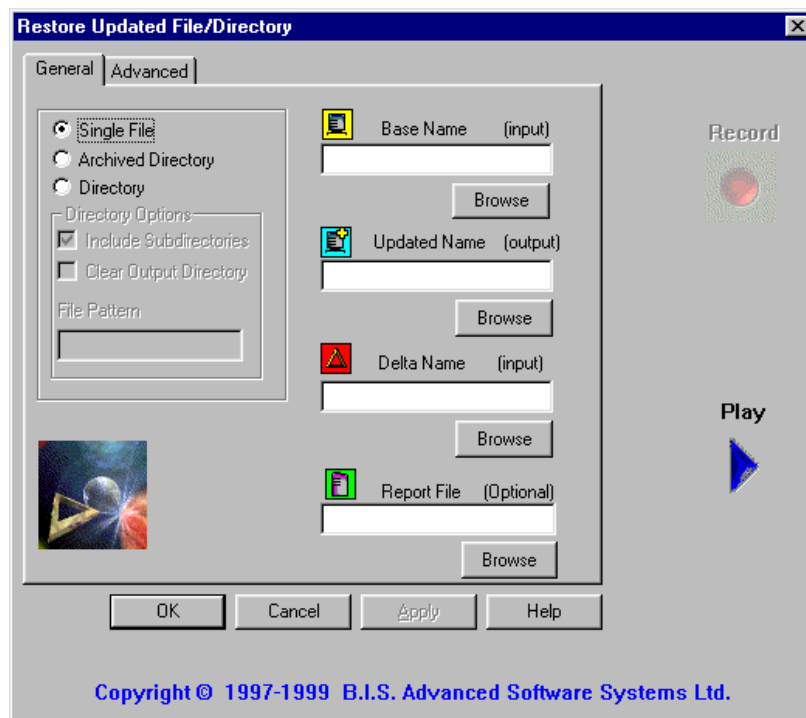 Restore Updated File/Directory
General
Advanced
Single File
Archived Directory
Directory
Directory Options
Include Subdirectories
Clear Output Directory
File Pattern
Base Name (input)
Browse
Updated Name (output)
Browse
Delta Name (input)
Browse
Report File (Optional)
Browse
Record
Play
OK
Cancel
Apply
Help
Copyright © 1997-1999 B.I.S. Advanced Software Systems Ltd.